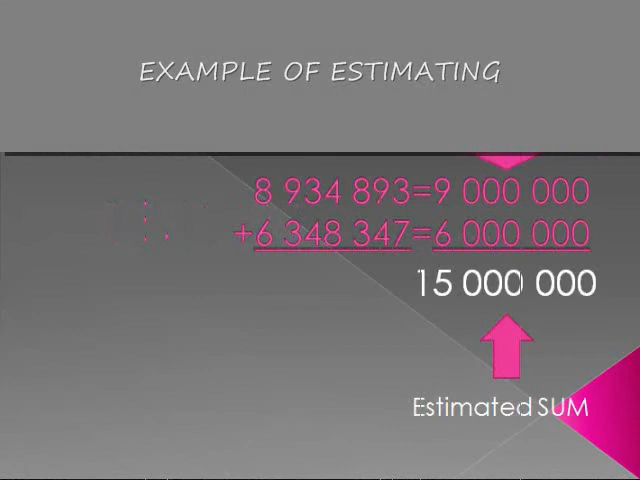 EXAMPLE OF ESTIMATING
8 934 893=9 000 000
+6 348 347=6 000 000
15 000 000
Estimated SUM